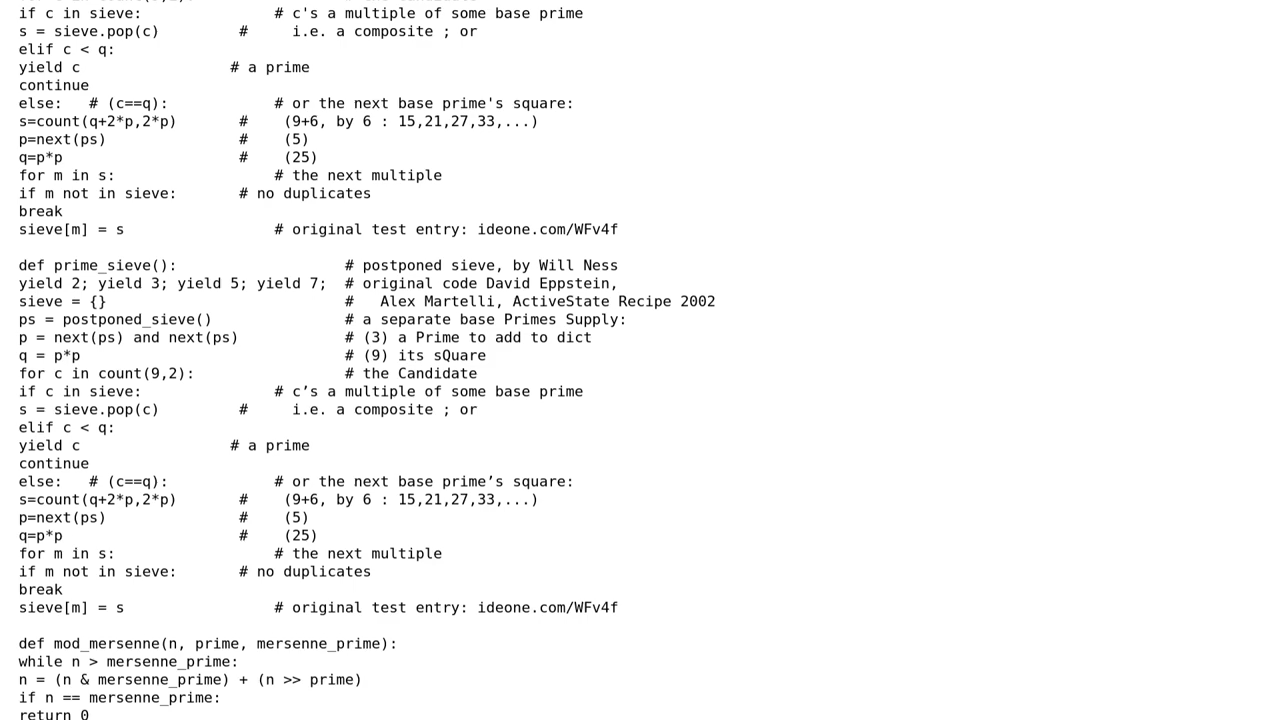 if c in sieve:               # c's a multiple of some base prime
s = sieve.pop(c)         #     i.e. a composite ; or
elif c < q:
yield c                 # a prime
continue
else:   # (c==q):            # or the next base prime's square:
s=count(q+2*p,2*p)       #    (9+6, by 6 : 15,21,27,33,...)
p=next(ps)               #    (5)
q=p*p                    #    (25)
for m in s:                  # the next multiple
if m not in sieve:       # no duplicates
break
sieve[m] = s                 # original test entry: ideone.com/WFv4f

def prime_sieve():                   # postponed sieve, by Will Ness
yield 2; yield 3; yield 5; yield 7;  # original code David Eppstein,
sieve = {}                           #   Alex Martelli, ActiveState Recipe 2002
ps = postponed_sieve()               # a separate base Primes Supply:
p = next(ps) and next(ps)            # (3) a Prime to add to dict
q = p*p                              # (9) its sQuare
for c in count(9,2):                 # the Candidate
if c in sieve:               # c’s a multiple of some base prime
s = sieve.pop(c)         #     i.e. a composite ; or
elif c < q:
yield c                 # a prime
continue
else:   # (c==q):            # or the next base prime’s square:
s=count(q+2*p,2*p)       #    (9+6, by 6 : 15,21,27,33,...)
p=next(ps)               #    (5)
q=p*p                    #    (25)
for m in s:                  # the next multiple
if m not in sieve:       # no duplicates
break
sieve[m] = s                 # original test entry: ideone.com/WFv4f

def mod_mersenne(n, prime, mersenne_prime):
while n > mersenne_prime:
n = (n & mersenne_prime) + (n >> prime)
if n == mersenne_prime:
return 0